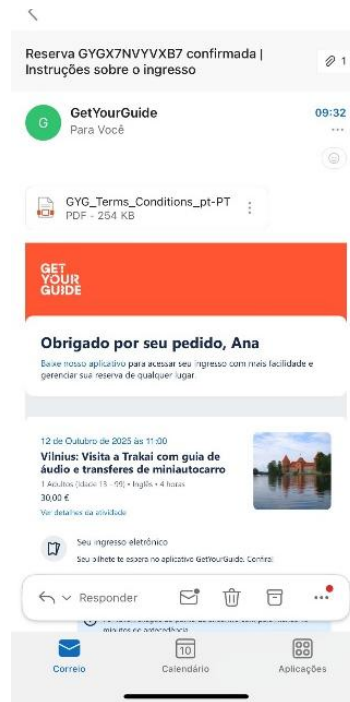 Reserva GYGX7NVYVXB7 confirmada |
Instruções sobre o ingresso
1
G
GetYourGuide
09:32
Para Você
GYG_Terms_Conditions_pt-PT
PDF - 254 KB
GET
YOUR
GUIDE
Obrigado por seu pedido, Ana
Baixe nosso aplicativo para acessar seu ingresso com mais facilidade e
gerenciar sua reserva de qualquer lugar.
12 de Outubro de 2025 às 11:00
Vilnius: Visita a Trakai com guia de
áudio e transferes de miniautocarro
1 Adultos (Idade 13 - 99) • Inglês • 4 horas
30,00 €
Ver detalhes da atividade
Seu ingresso eletrônico
Seu bilhete te espera no aplicativo GetYourGuide. Confira!
Responder
minutos de antecedência
10
Correio
Calendário
Aplicações